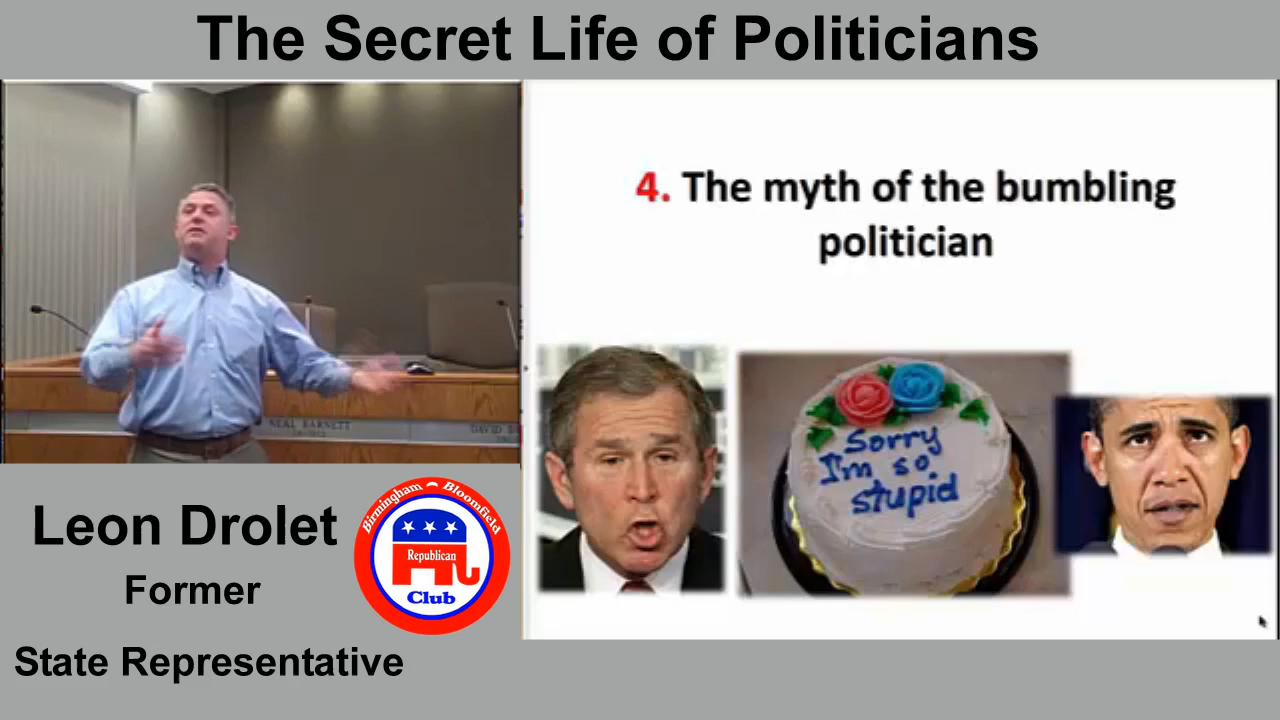 The Secret Life of Politicians
4. The myth of the bumbling
politician
Sorry
I'm so
stupid
NEAL BARNETT
Leon Drolet
Former
State Representative
Birmingham Bloomfield
Republican
Club